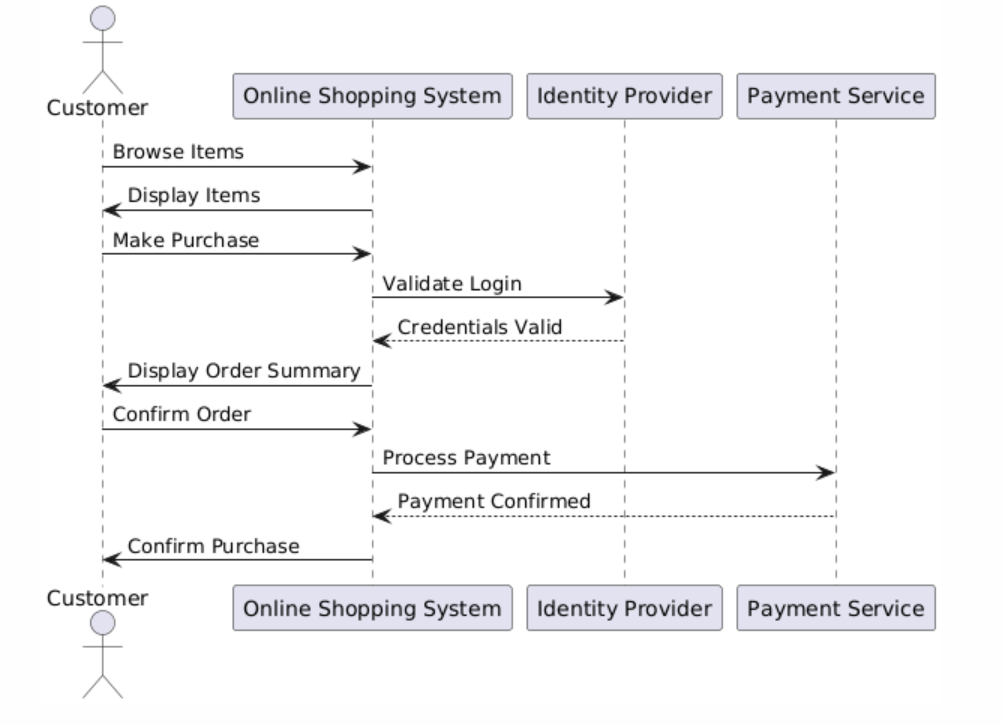 Customer
Online Shopping System
Identity Provider
Payment Service
Browse Items
Display Items
Make Purchase
Validate Login
Credentials Valid
Display Order Summary
Confirm Order
Process Payment
Payment Confirmed
Confirm Purchase
Customer
Online Shopping System
Identity Provider
Payment Service